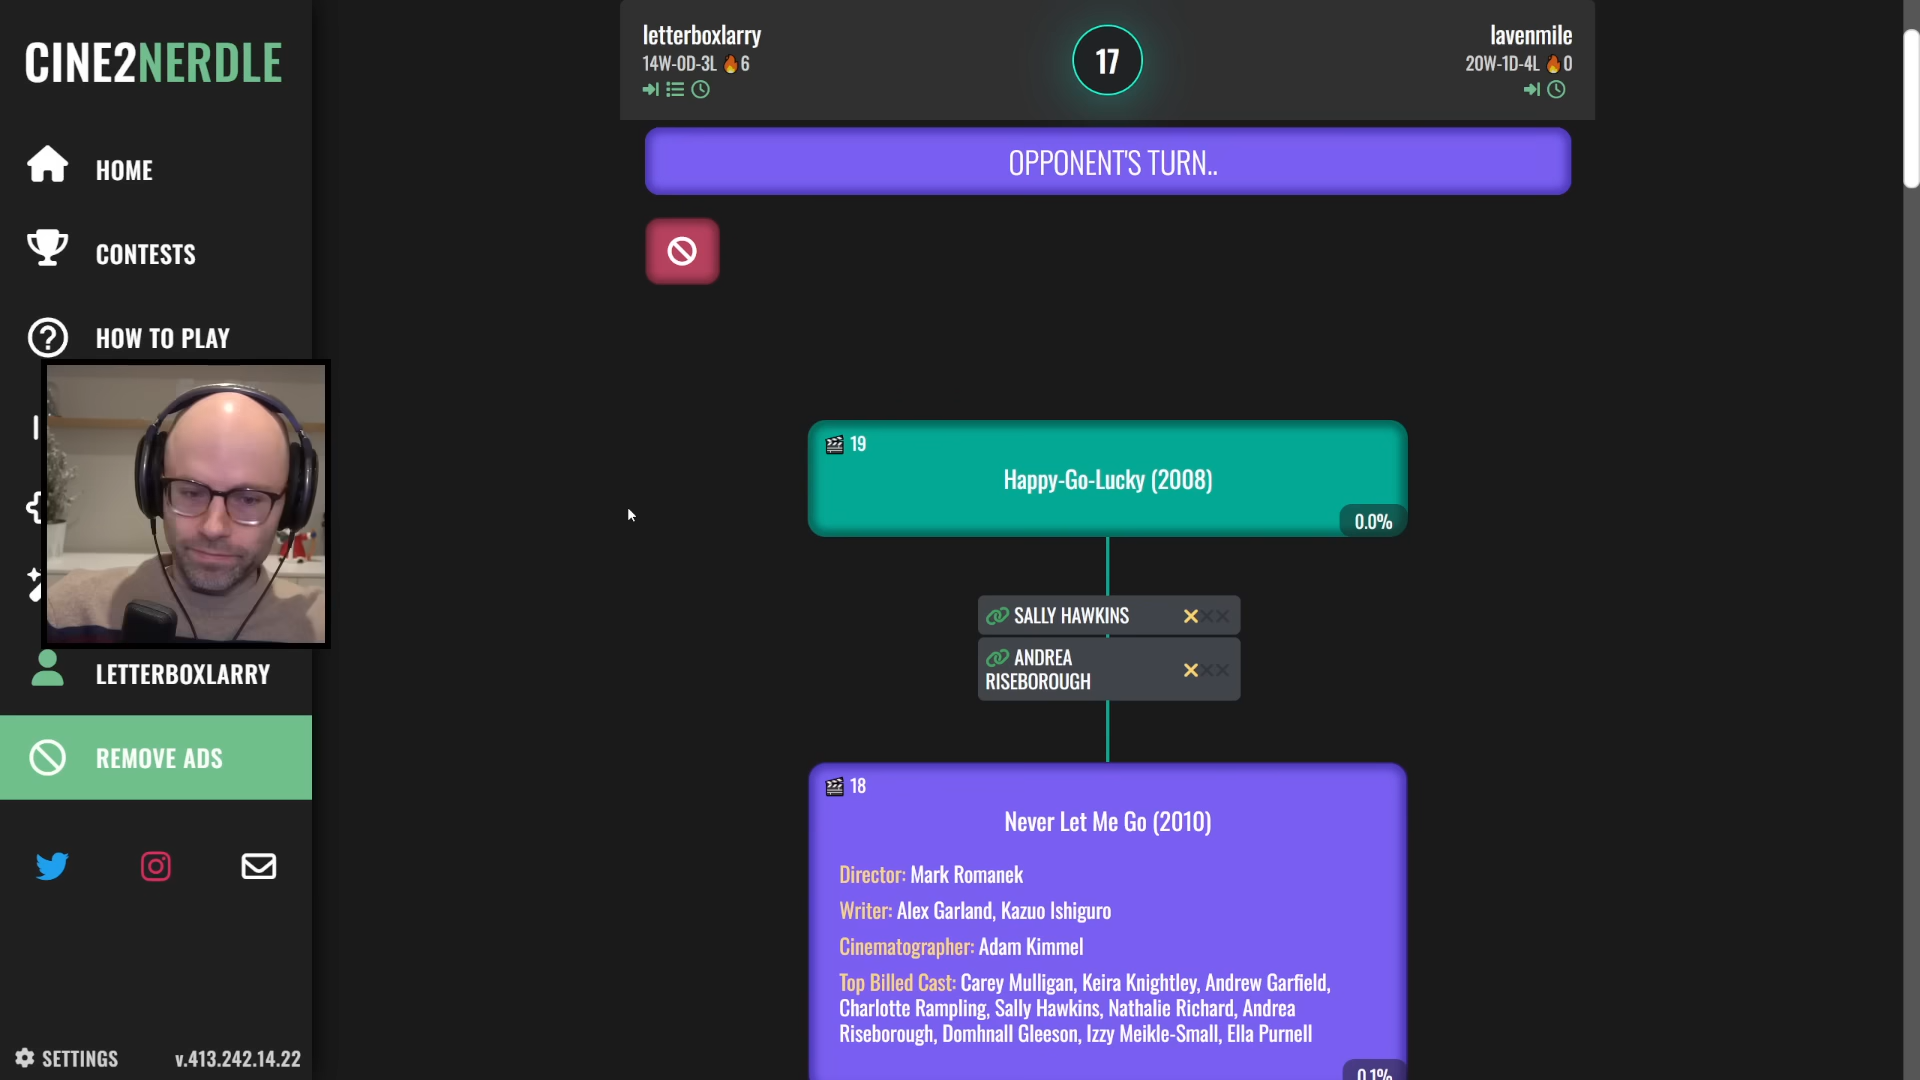 CINE2NERDLE
HOME
CONTESTS
HOW TO PLAY
LETTERBOXLARRY
REMOVE ADS
SETTINGS
v.413.242.14.22
letterboxlarry
14W-0D-3L 🔥6
17
lavenmile
20W-1D-4L 🔥0
OPPONENT'S TURN..
19
Happy-Go-Lucky (2008)
0.0%
SALLY HAWKINS
ANDREA
RISEBOROUGH
18
Never Let Me Go (2010)
Director: Mark Romanek
Writer: Alex Garland, Kazuo Ishiguro
Cinematographer: Adam Kimmel
Top Billed Cast: Carey Mulligan, Keira Knightley, Andrew Garfield,
Charlotte Rampling, Sally Hawkins, Nathalie Richard, Andrea
Riseborough, Domhnall Gleeson, Izzy Meikle-Small, Ella Purnell
0.1%